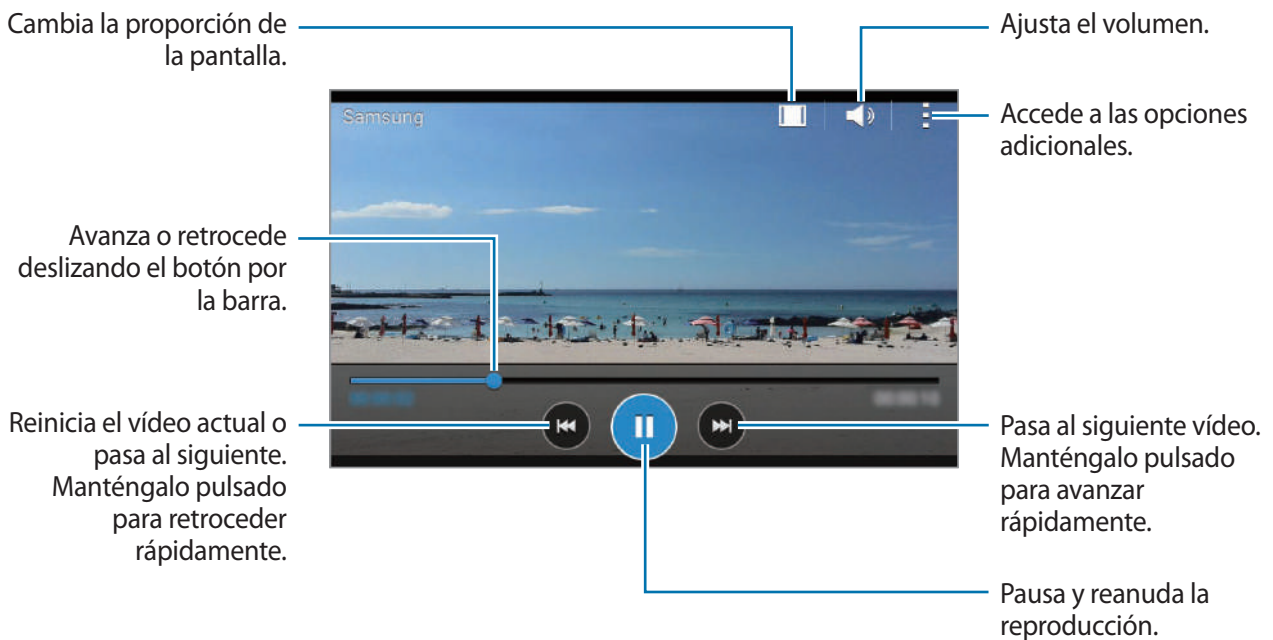 Cambia la proporción de
la pantalla.
Ajusta el volumen.
Samsung
Accede a las opciones
adicionales.
Avanza o retrocede
deslizando el botón por
la barra.
Reinicia el vídeo actual o
pasa al siguiente.
Manténgalo pulsado
para retroceder
rápidamente.
Pasa al siguiente vídeo.
Manténgalo pulsado
para avanzar
rápidamente.
Pausa y reanuda la
reproducción.